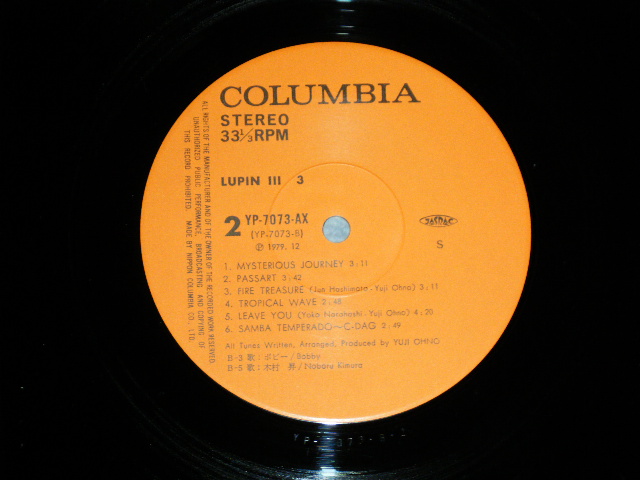 COLUMBIA
STEREO
33⅓RPM
LUPIN III 3
2 YP-7073-AX
(YP-7073-B)
Ⓟ 1979. 12
JASRAC
S
1. MYSTERIOUS JOURNEY 3:11
2. PASSART 3:42
3. FIRE TREASURE (Jun Hashimoto-Yuji Ohno) 3:11
4. TROPICAL WAVE 2:48
5. LEAVE YOU (Yoko Narahashi-Yuji Ohno) 4:20
6. SAMBA TEMPERADO~C-DAG 2:49
All Tunes Written, Arranged, Produced by YUJI OHNO
B-3 歌:ボビー/Bobby
B-5 歌:木村 昇/Noboru Kimura
ALL RIGHTS OF THE MANUFACTURER AND OF THE OWNER OF THE RECORDED WORK RESERVED
UNAUTHORIZED PUBLIC PERFORMANCE, BROADCASTING AND COPYING OF
THIS RECORD PROHIBITED. MADE BY NIPPON COLUMBIA CO., LTD.